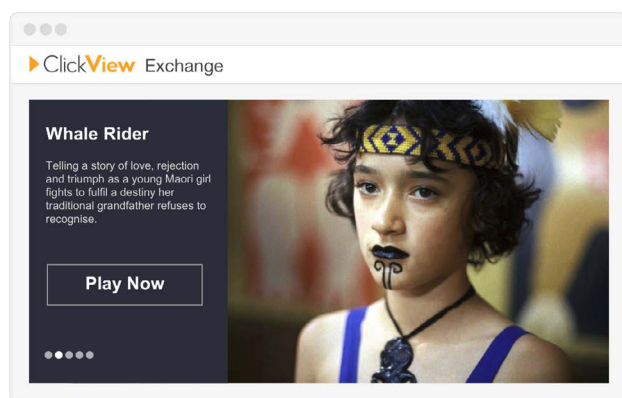 ClickView Exchange
Whale Rider
Telling a story of love, rejection
and triumph as a young Maori girl
fights to fulfil a destiny her
traditional grandfather refuses to
recognise.
Play Now